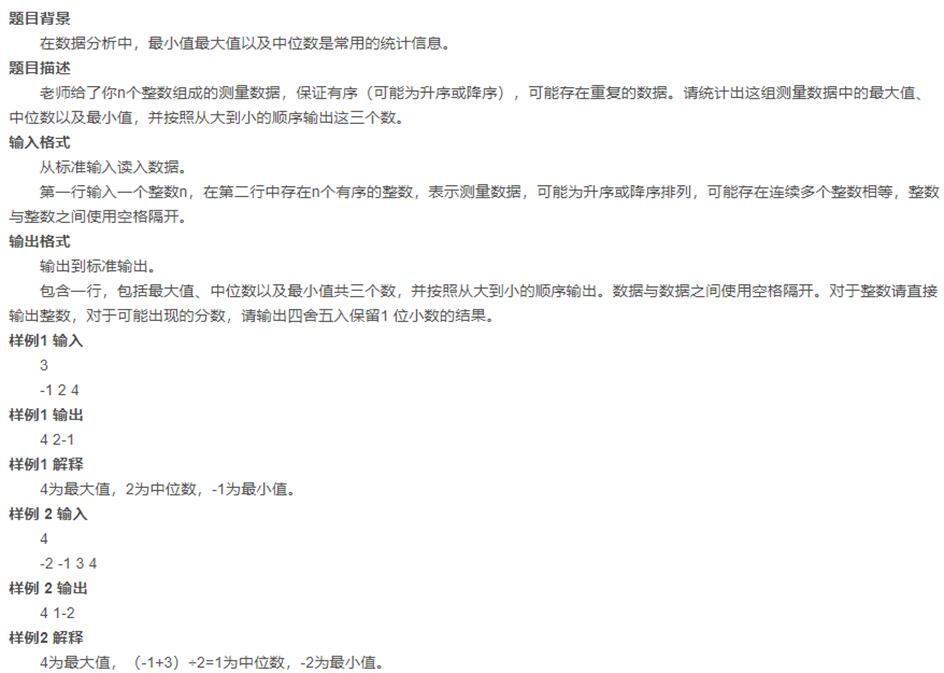 题目背景
在数据分析中，最小值最大值以及中位数是常用的统计信息。
题目描述
老师给了你n个整数组成的测量数据，保证有序（可能为升序或降序），可能存在重复的数据。请统计出这组测量数据中的最大值、
中位数以及最小值，并按照从大到小的顺序输出这三个数。
输入格式
从标准输入读入数据。
第一行输入一个整数n，在第二行中存在n个有序的整数，表示测量数据，可能为升序或降序排列，可能存在连续多个整数相等，整数
与整数之间使用空格隔开。
输出格式
输出到标准输出。
包含一行，包括最大值、中位数以及最小值共三个数，并按照从大到小的顺序输出。数据与数据之间使用空格隔开。对于整数请直接
输出整数，对于可能出现的分数，请输出四舍五入保留1 位小数的结果。
样例1 输入
3
-1 2 4
样例1 输出
4 2-1
样例1 解释
4为最大值，2为中位数，-1为最小值。
样例 2 输入
4
-2 -1 3 4
样例 2 输出
4 1-2
样例2 解释
4为最大值，（-1+3）÷2=1为中位数，-2为最小值。